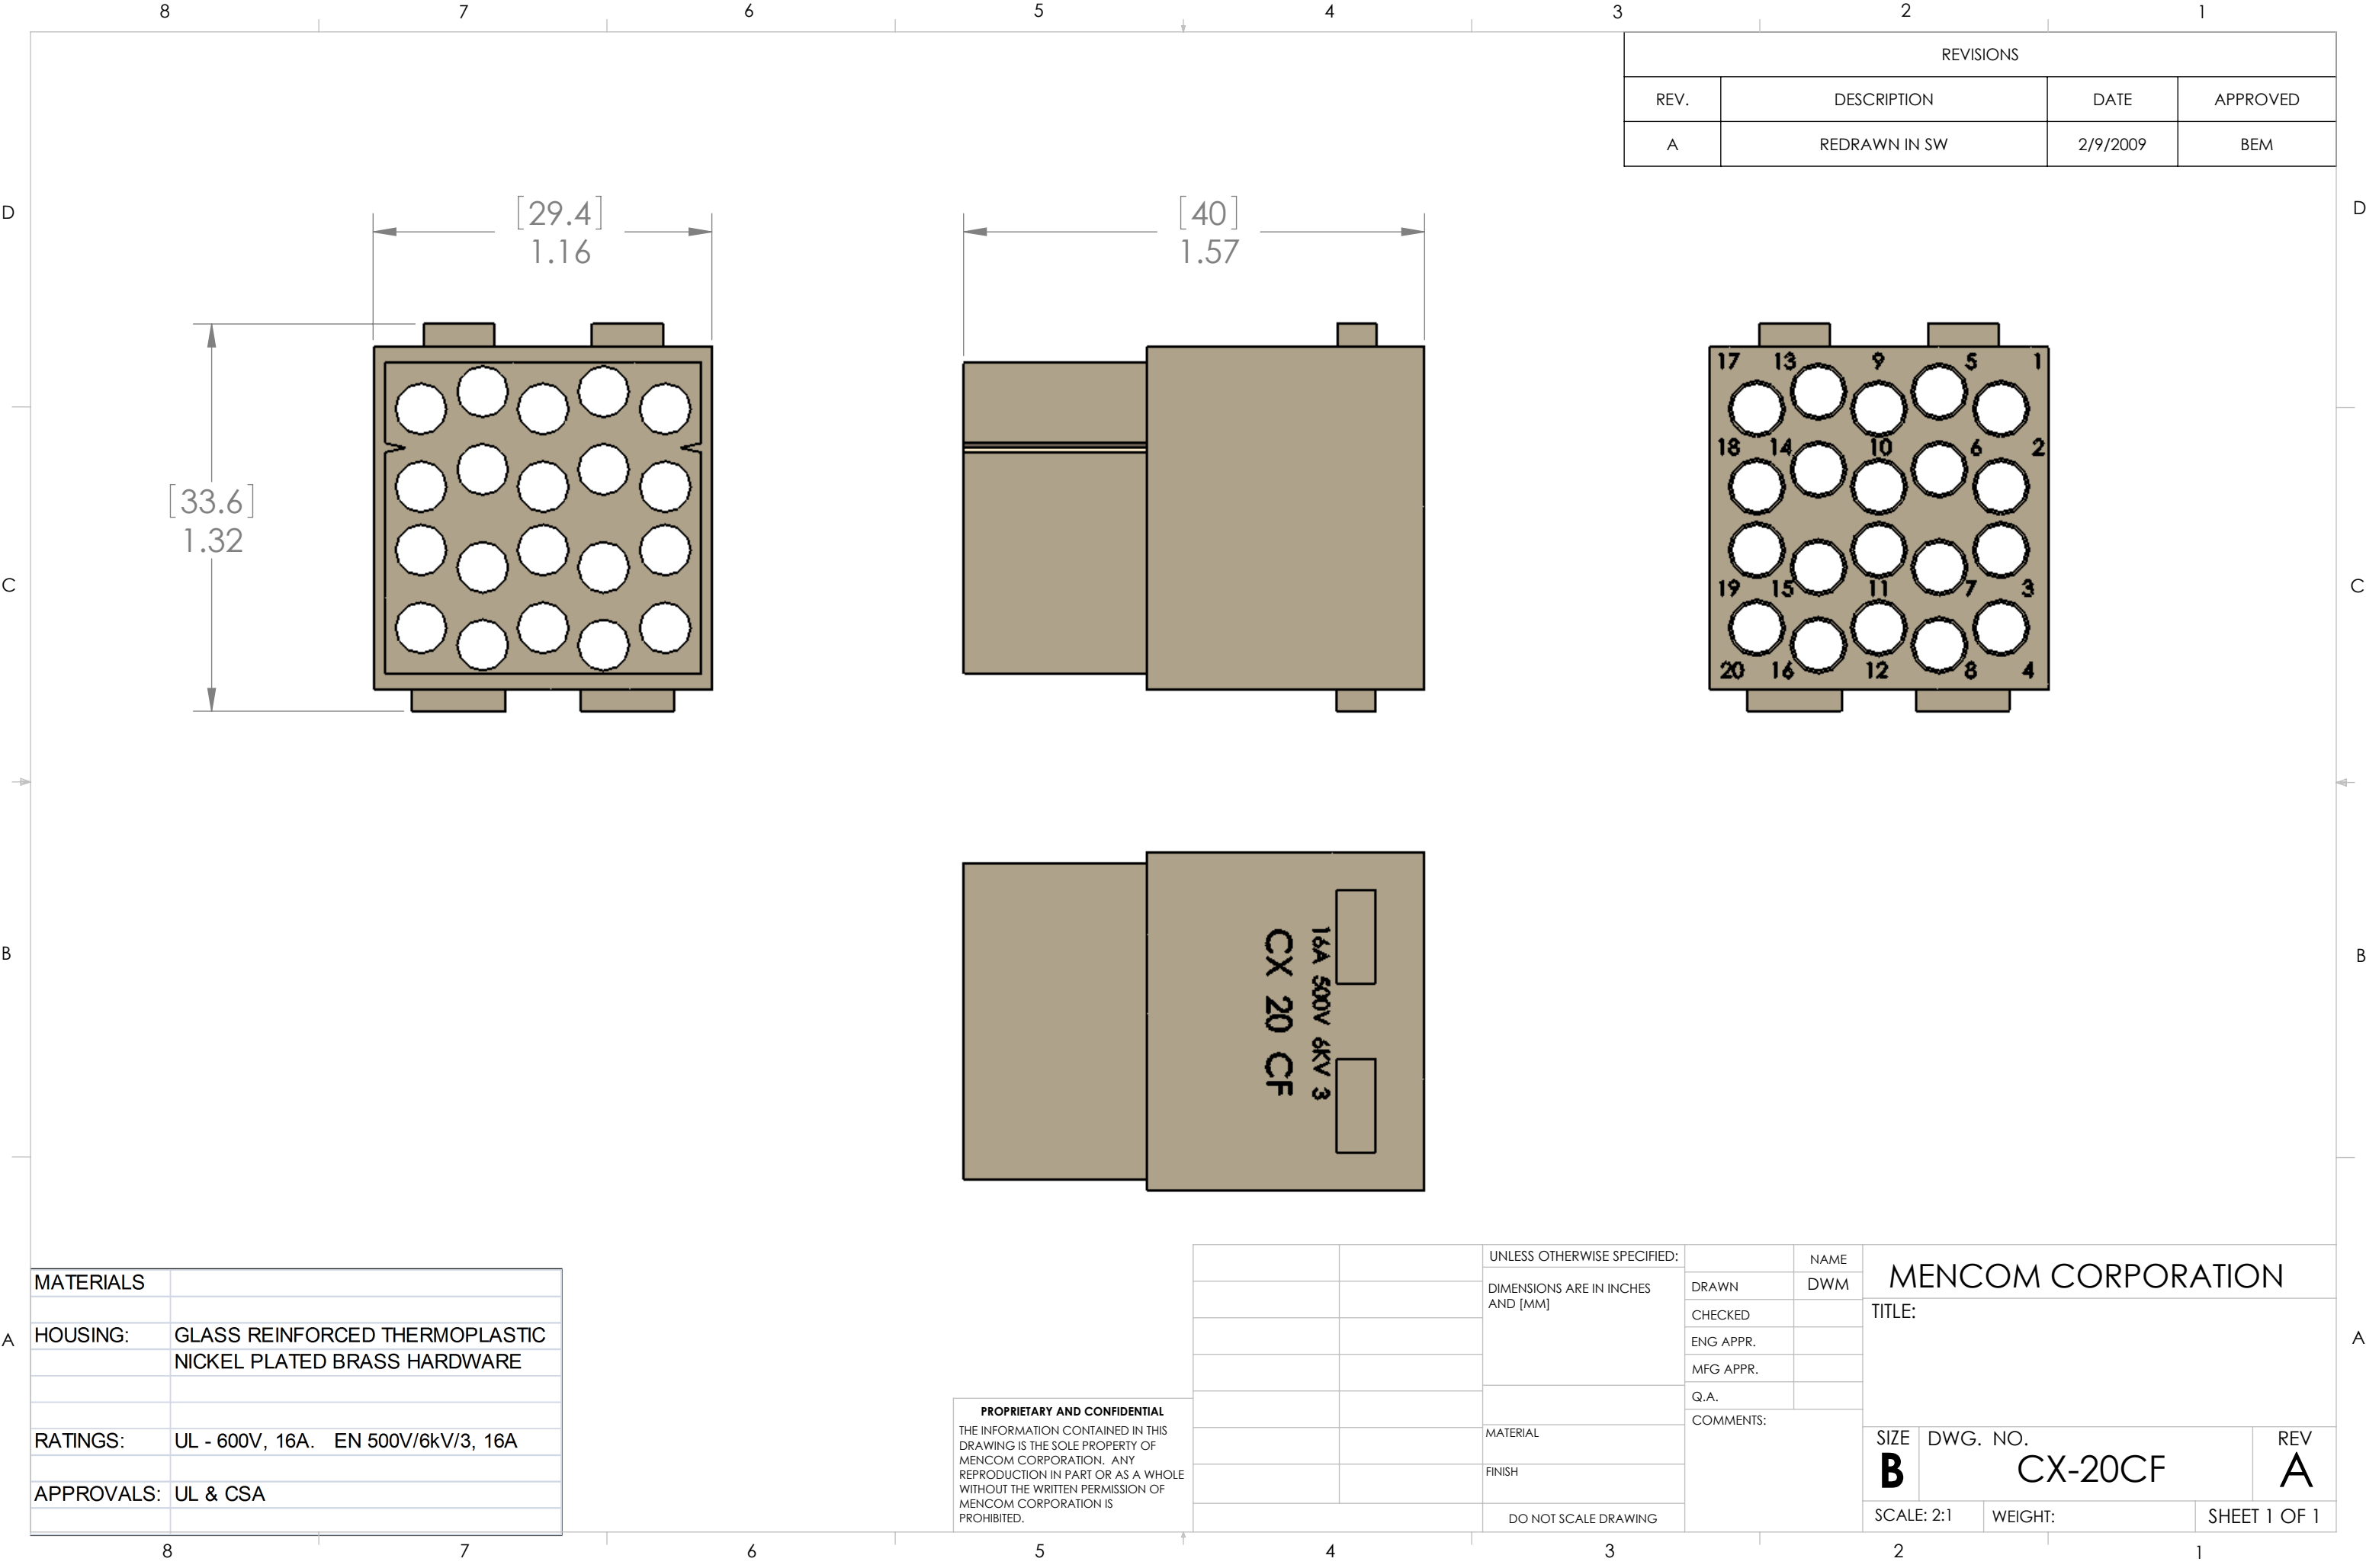 8 7 6 5 4 3 2 1
REVISIONS
REV. DESCRIPTION DATE APPROVED
A REDRAWN IN SW 2/9/2009 BEM
D D
[29.4]
1.16
[40]
1.57
[33.6]
1.32
17 13 9 5 1
18 14 10 6 2
19 15 11 7 3
20 16 12 8 4
C C
B B
16A 500V 6KV 3
CX 20 CF
A A
MATERIALS
HOUSING: GLASS REINFORCED THERMOPLASTIC
NICKEL PLATED BRASS HARDWARE
RATINGS: UL - 600V, 16A. EN 500V/6kV/3, 16A
APPROVALS: UL & CSA
PROPRIETARY AND CONFIDENTIAL
THE INFORMATION CONTAINED IN THIS
DRAWING IS THE SOLE PROPERTY OF
MENCOM CORPORATION. ANY
REPRODUCTION IN PART OR AS A WHOLE
WITHOUT THE WRITTEN PERMISSION OF
MENCOM CORPORATION IS
PROHIBITED.
UNLESS OTHERWISE SPECIFIED:
DIMENSIONS ARE IN INCHES
AND [MM]
MATERIAL
FINISH
DO NOT SCALE DRAWING
NAME
DRAWN DWM
CHECKED
ENG APPR.
MFG APPR.
Q.A.
COMMENTS:
MENCOM CORPORATION
TITLE:
SIZE DWG. NO. REV
B CX-20CF A
SCALE: 2:1 WEIGHT: SHEET 1 OF 1
8 7 6 5 4 3 2 1